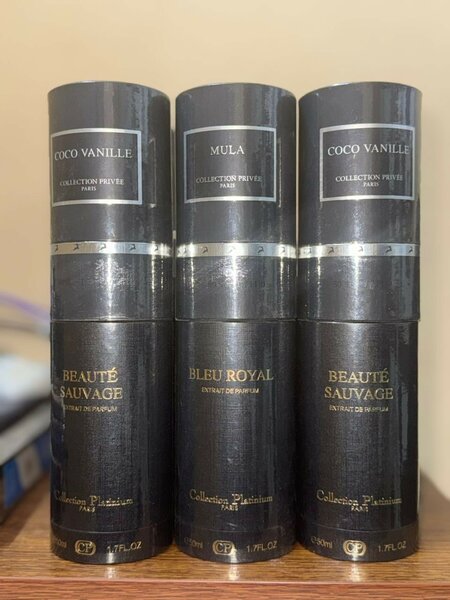 COCO VANILLE
COLLECTION PRIVÉE
PARIS
BEAUTÉ
SAUVAGE
EXTRAIT DE PARFUM
Collection Platinium
PARIS
CP
1.7FL.OZ
MULA
COLLECTION PRIVÉE
PARIS
BLEU ROYAL
EXTRAIT DE PARFUM
Collection Platinium
PARIS
e50ml
CP
1.7FL.OZ
COCO VANILLE
COLLECTION PRIVÉE
PARIS
BEAUTÉ
SAUVAGE
EXTRAIT DE PARFUM
Collection Platinium
PARIS
e50ml
CP
1.7FL.OZ